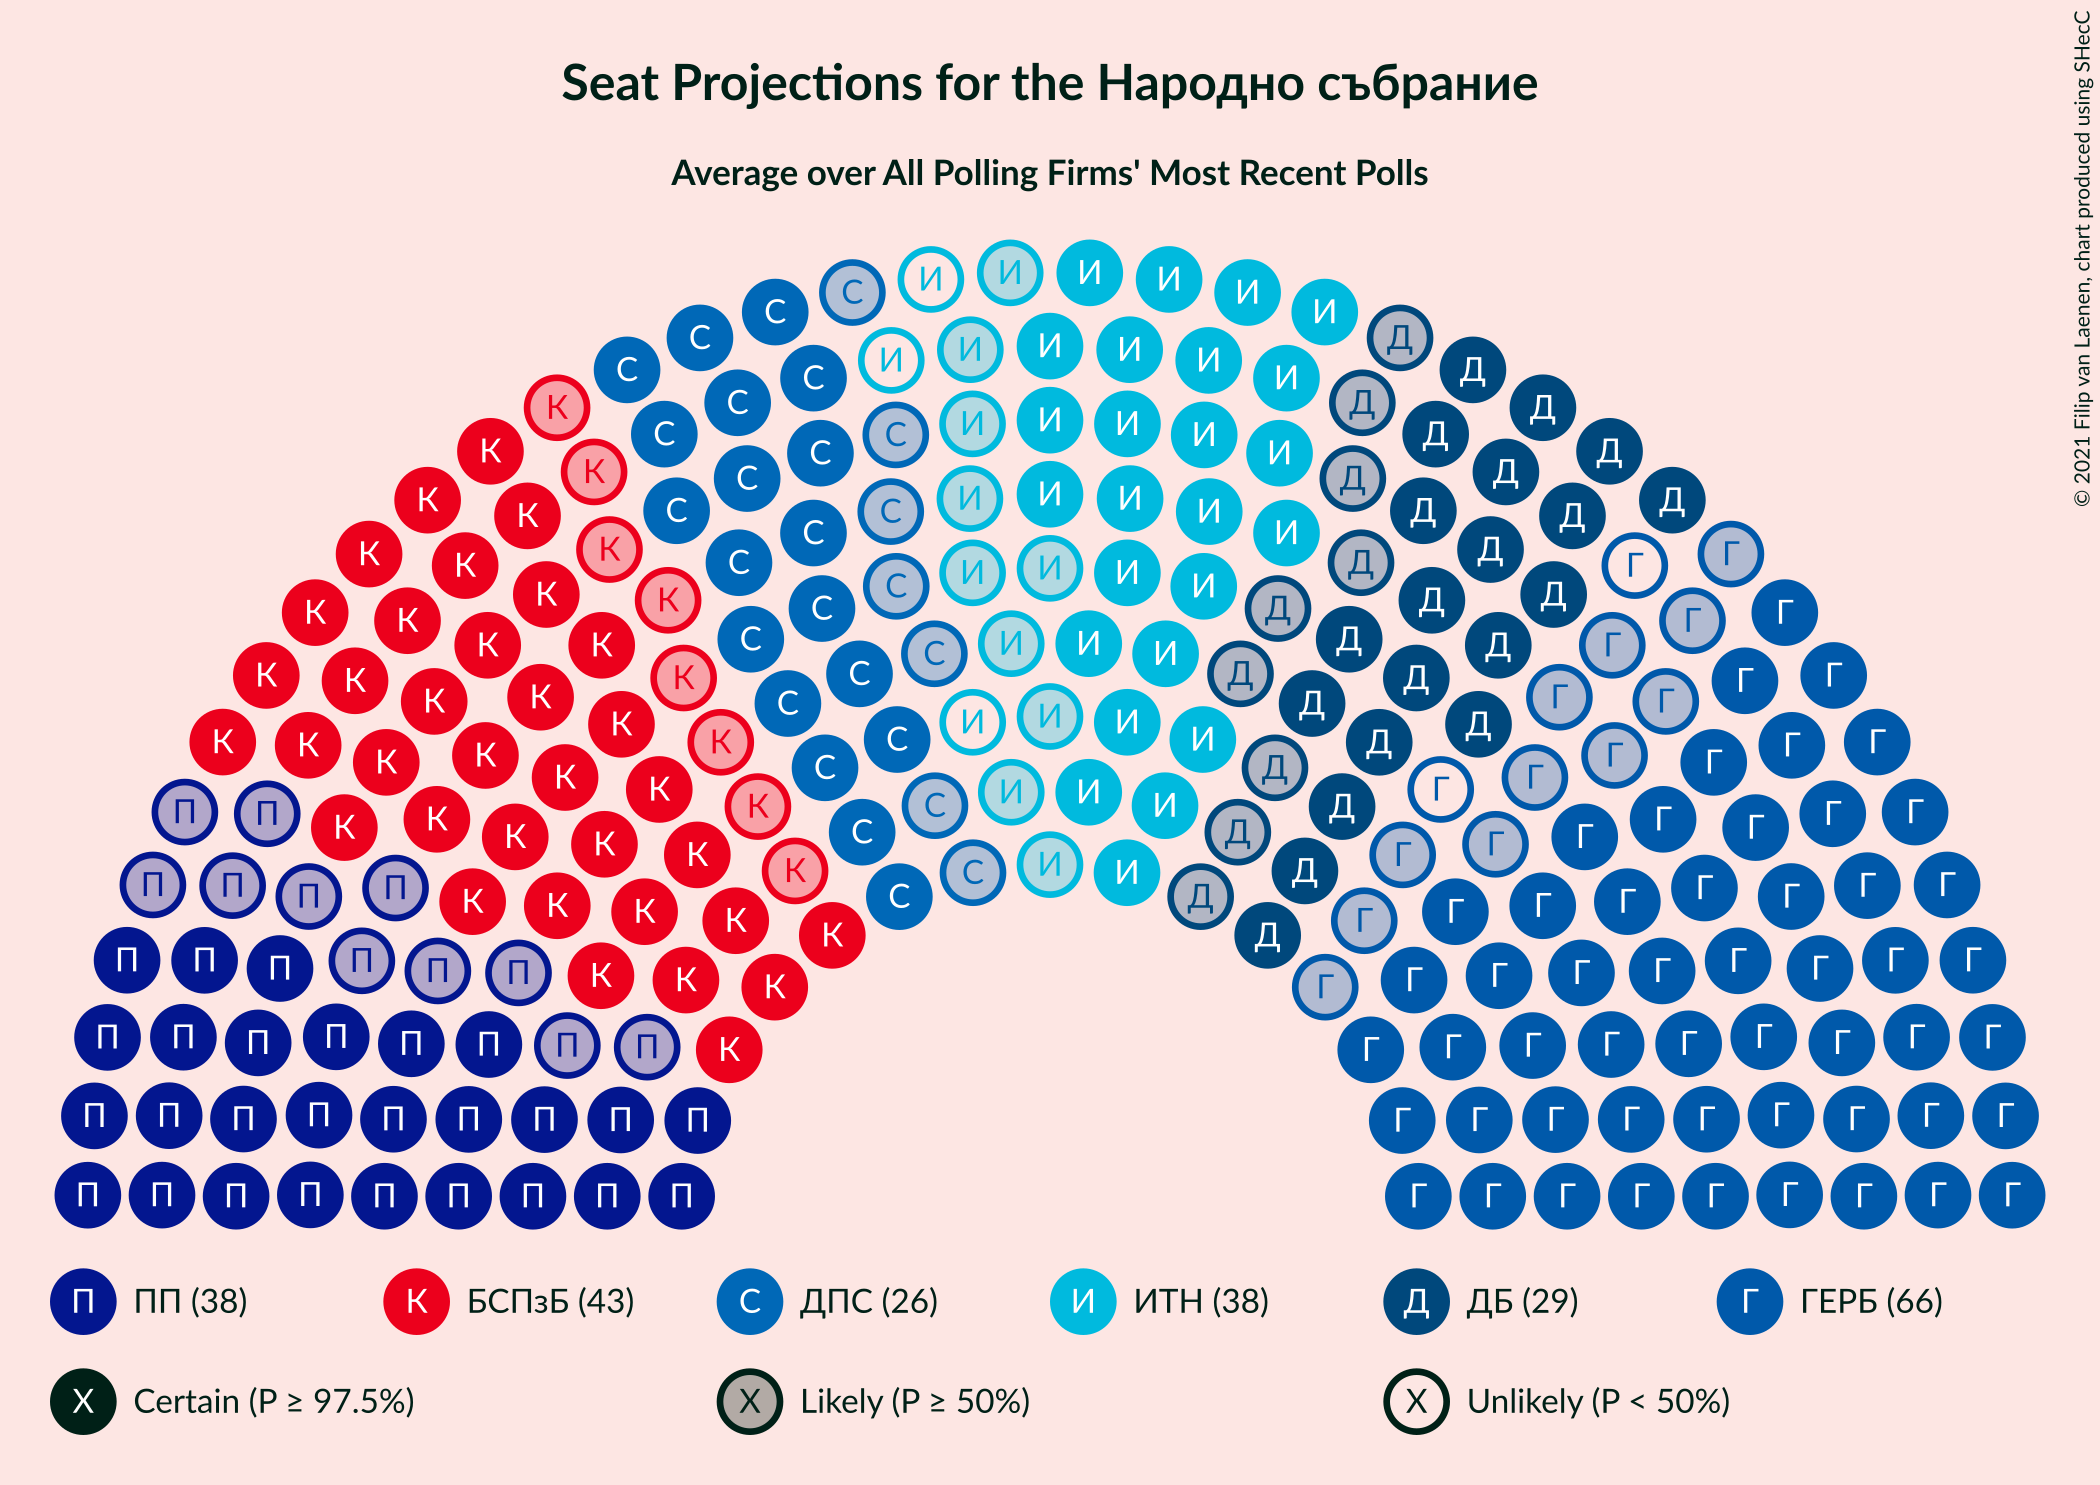 Seat Projections for the Народно събрание
Average over All Polling Firms' Most Recent Polls
© 2021 Filip van Laenen, chart produced using SHecC
П ПП (38) К БСПзБ (43) С ДПС (26) И ИТН (38) Д ДБ (29) Г ГЕРБ (66)
X Certain (P ≥ 97.5%) X Likely (P ≥ 50%) X Unlikely (P < 50%)